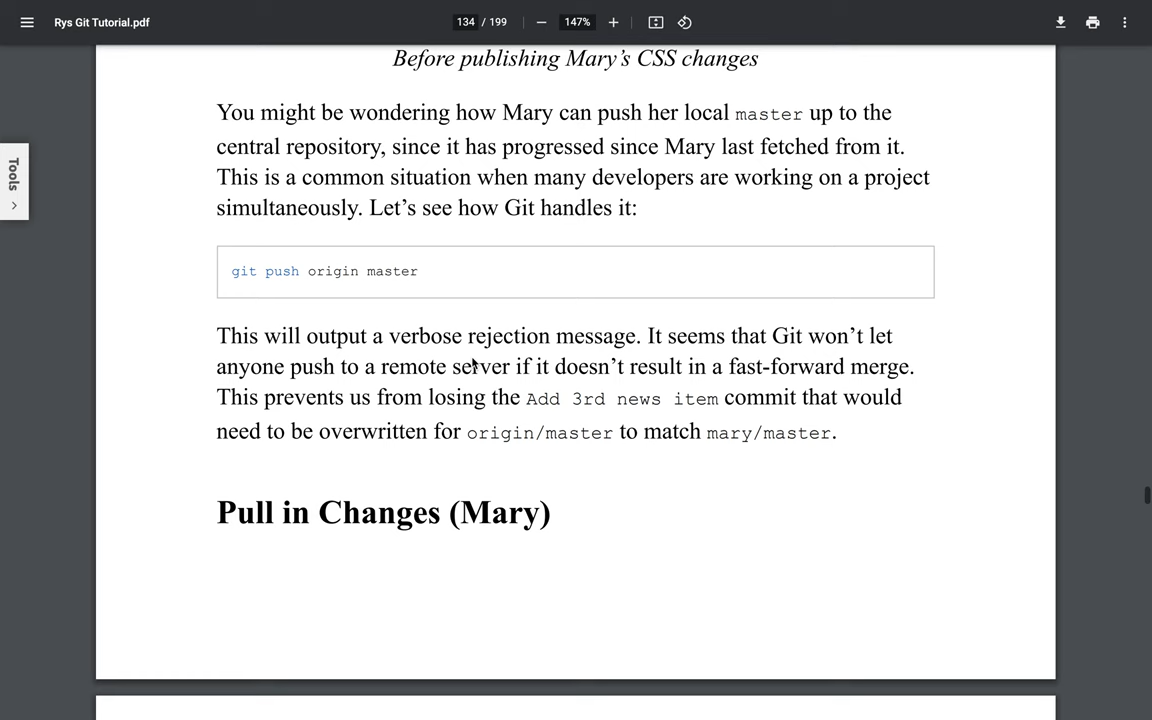 Rys Git Tutorial.pdf
134 / 199
147%
Tools
Before publishing Mary’s CSS changes
You might be wondering how Mary can push her local master up to the
central repository, since it has progressed since Mary last fetched from it.
This is a common situation when many developers are working on a project
simultaneously. Let’s see how Git handles it:
git push origin master
This will output a verbose rejection message. It seems that Git won’t let
anyone push to a remote server if it doesn’t result in a fast-forward merge.
This prevents us from losing the Add 3rd news item commit that would
need to be overwritten for origin/master to match mary/master.
Pull in Changes (Mary)